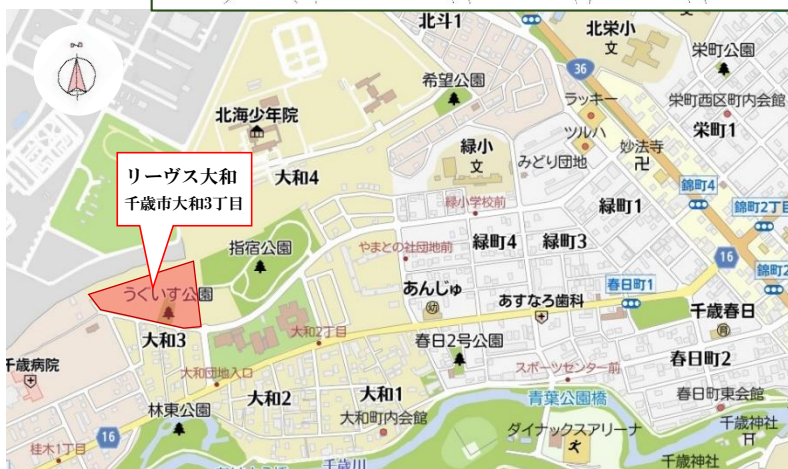 北斗1
北栄小
文
栄町公園
希望公園
36
ラッキー
栄町西区町内会館
北海少年院
ツルハ
栄町1
緑小
文
みどり団地
妙法寺
リーヴス大和
千歳市大和3丁目
大和4
錦町4
緑小学校前
緑町1
錦町2丁目
指宿公園
やまとの社団地前
緑町4
緑町3
16
うぐいす公園
あんじゅ
幼
春日町1
錦町2
あすなろ歯科
千歳春日
大和3
大和2丁目
春日2号公園
千歳病院
大和団地入口
スポーツセンター前
春日町2
大和2
大和1
青葉公園橋
春日町東会館
林東公園
大和町内会館
ダイナックスアリーナ
千歳神社
16
桂木1丁目
千歳川
千歳神社